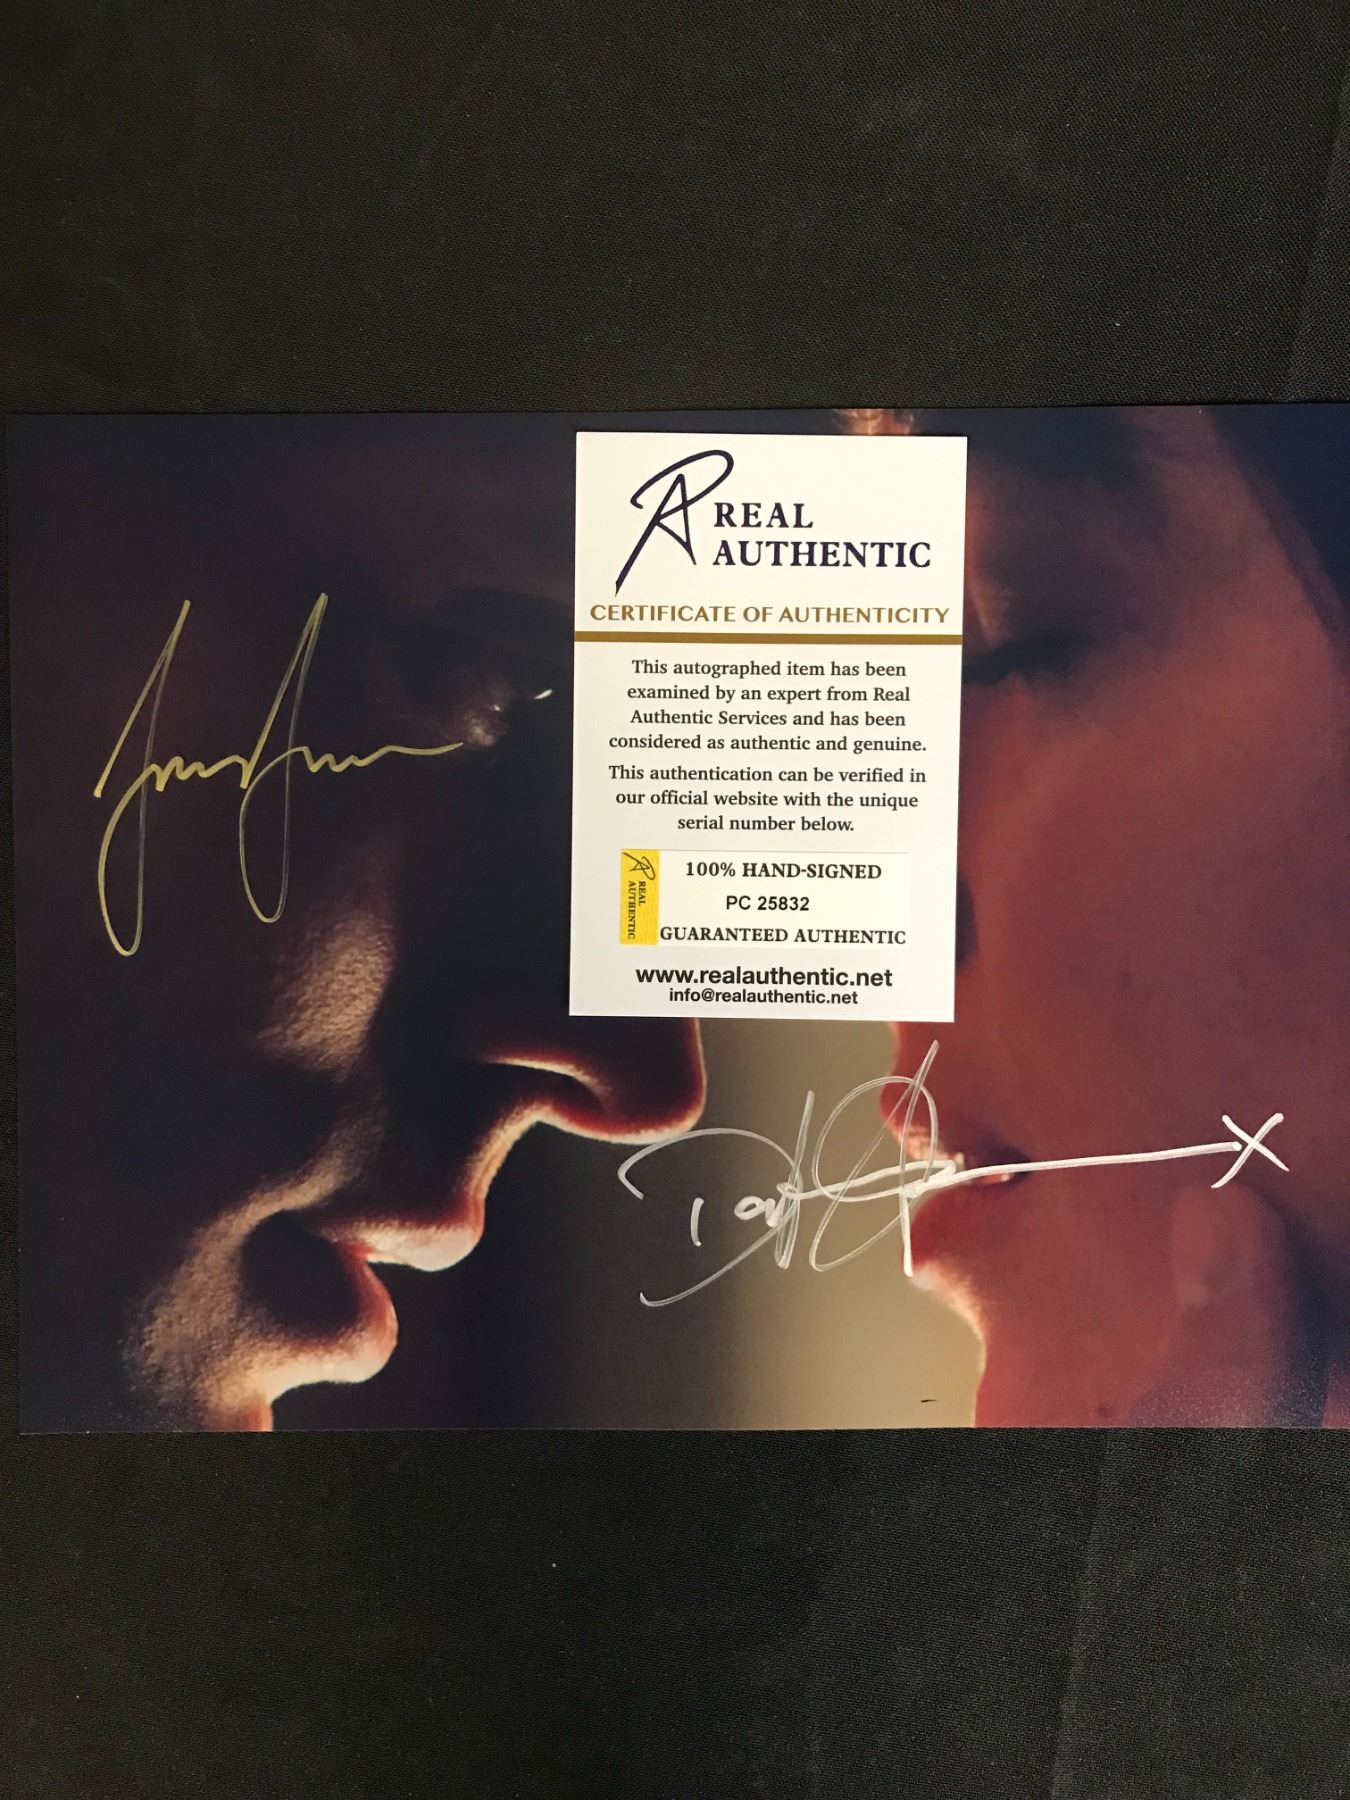 REAL
AUTHENTIC
CERTIFICATE OF AUTHENTICITY
This autographed item has been
examined by an expert from Real
Authentic Services and has been
considered as authentic and genuine.
This authentication can be verified in
our official website with the unique
serial number below.
REAL
AUTHENTIC
100% HAND-SIGNED
PC 25832
GUARANTEED AUTHENTIC
www.realauthentic.net
info@realauthentic.net